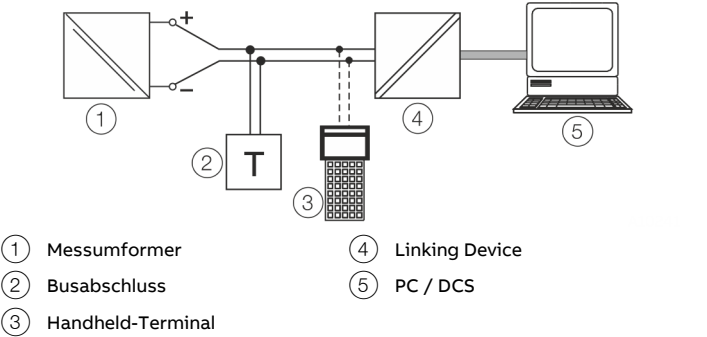 +
−
1
4
5
2
T
3
1 Messumformer
4 Linking Device
2 Busabschluss
5 PC / DCS
3 Handheld-Terminal